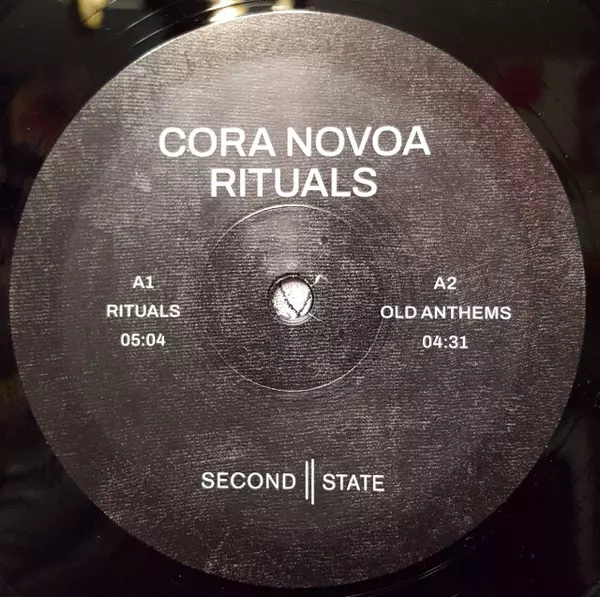 CORA NOVOA
RITUALS
A1
RITUALS
05:04
A2
OLD ANTHEMS
04:31
SECOND || STATE